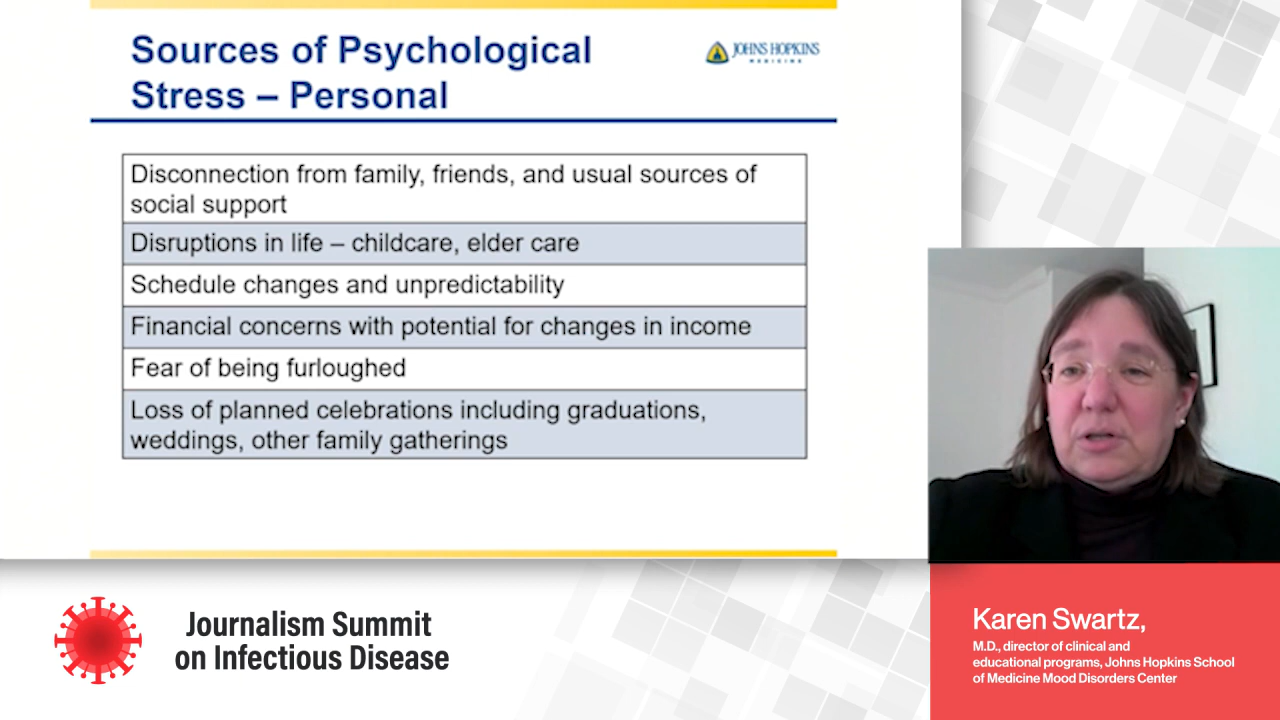 Sources of Psychological
Stress – Personal
JOHNS HOPKINS
MEDICINE
Disconnection from family, friends, and usual sources of
social support
Disruptions in life – childcare, elder care
Schedule changes and unpredictability
Financial concerns with potential for changes in income
Fear of being furloughed
Loss of planned celebrations including graduations,
weddings, other family gatherings
Journalism Summit
on Infectious Disease
Karen Swartz,
M.D., director of clinical and
educational programs, Johns Hopkins School
of Medicine Mood Disorders Center